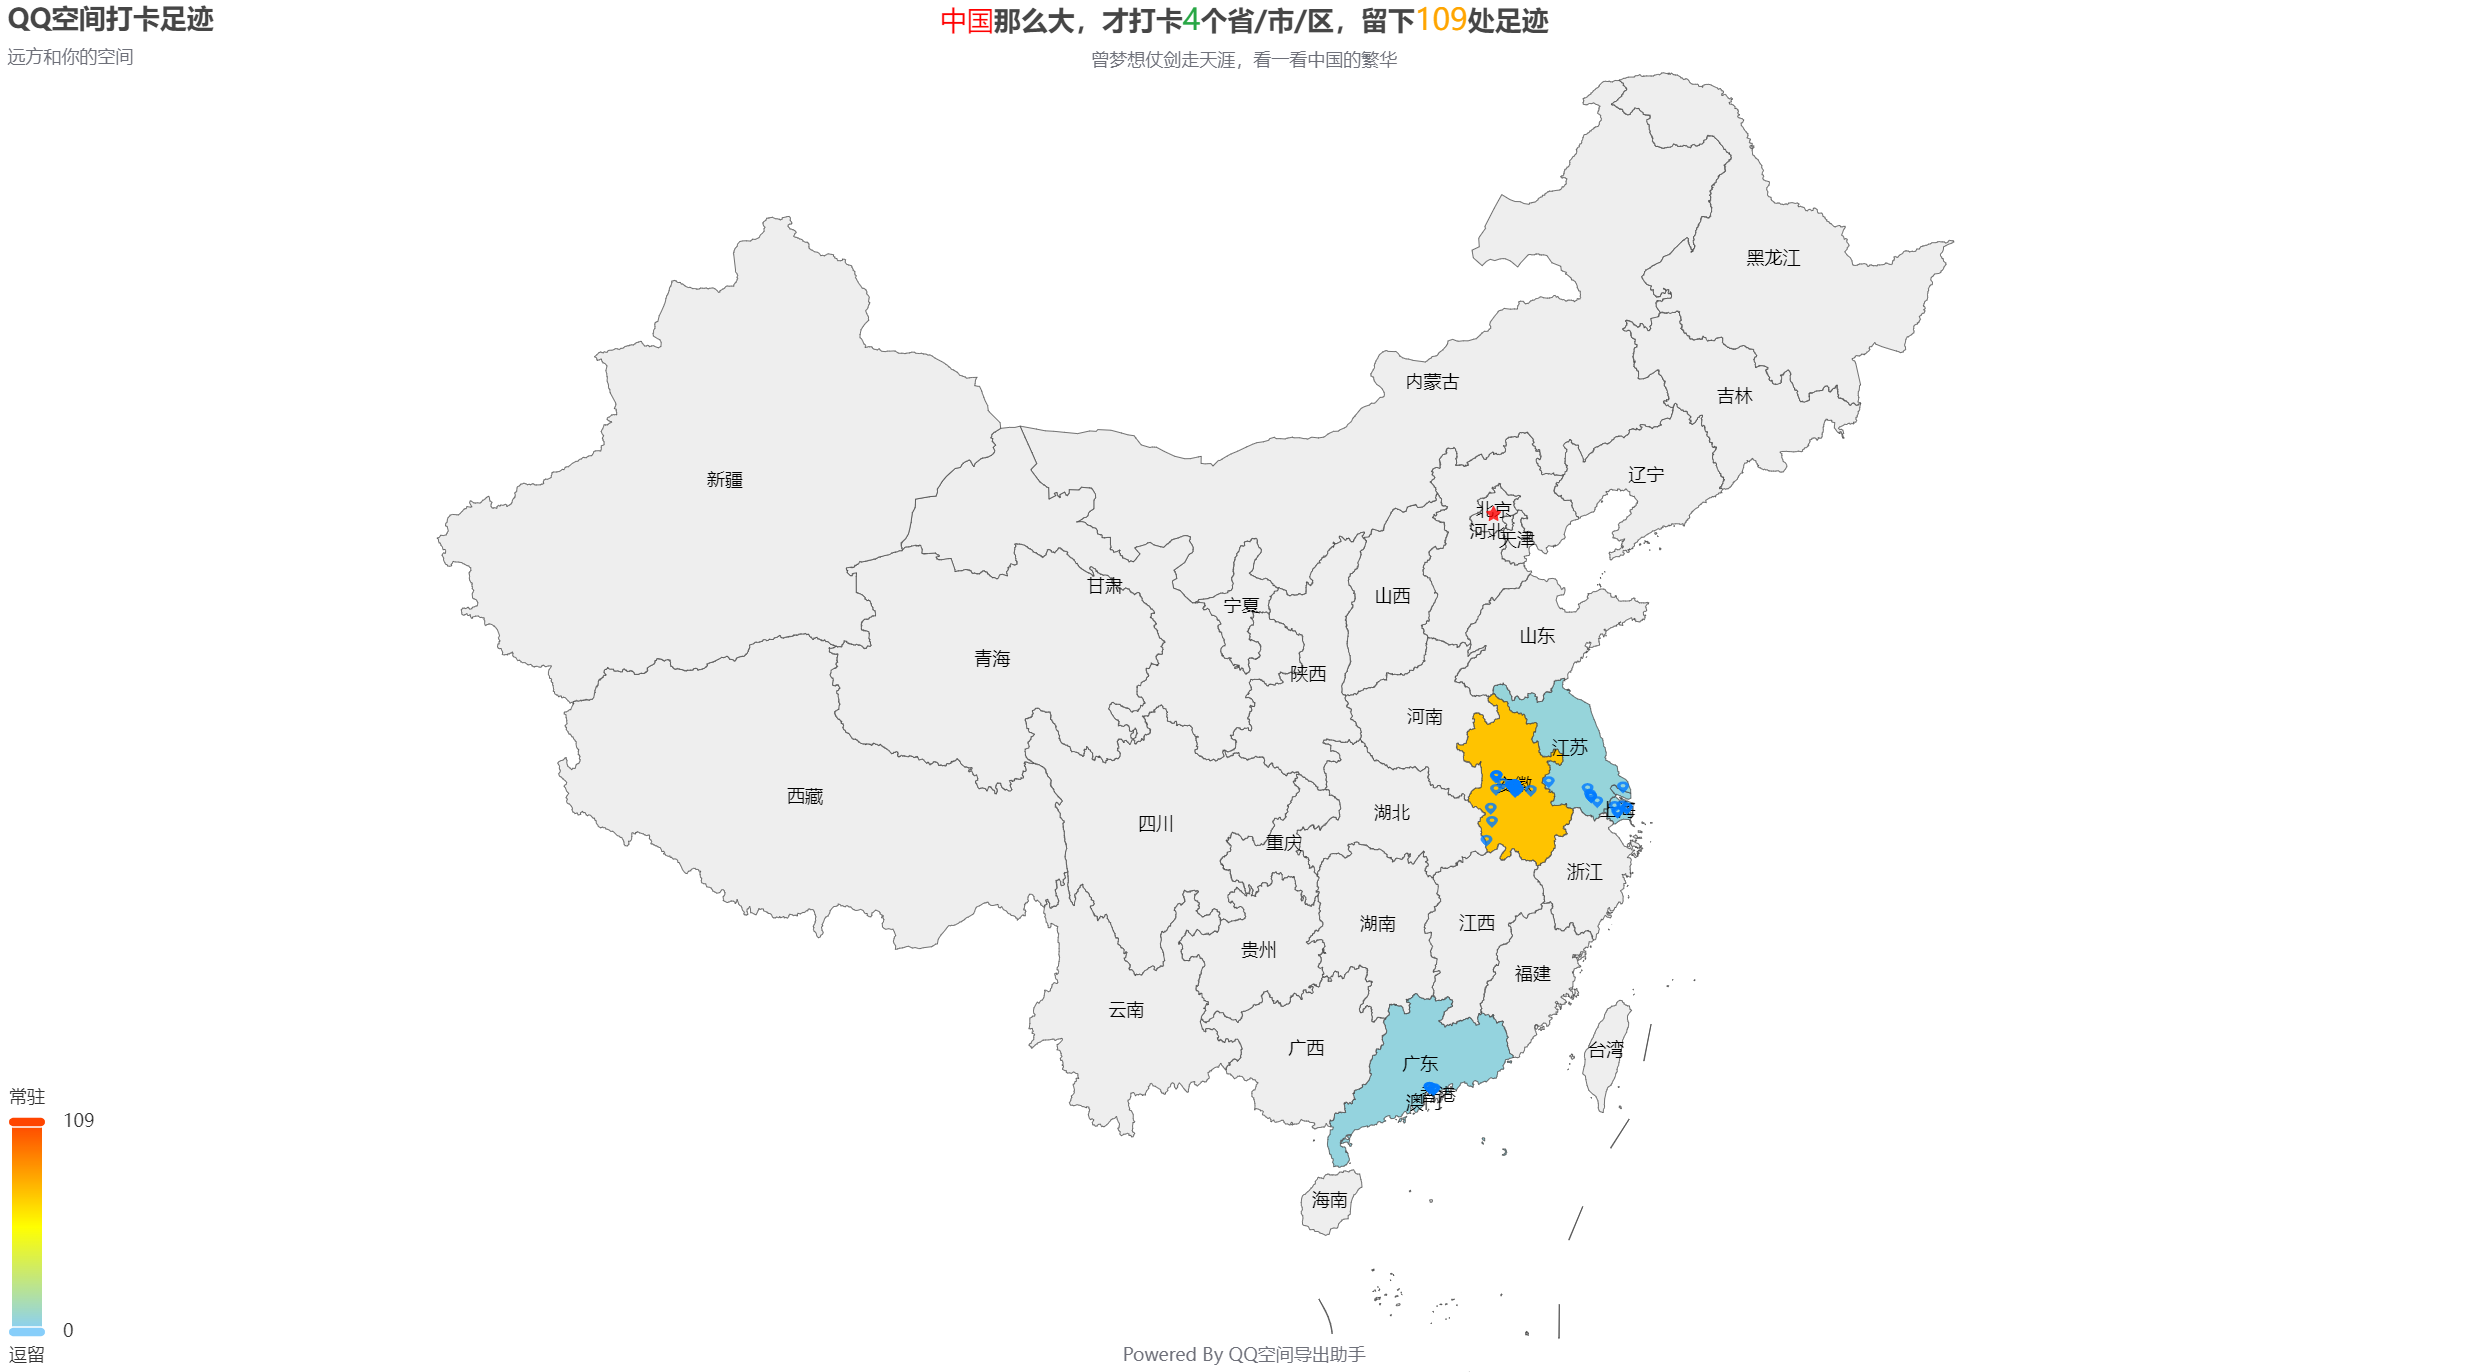 QQ空间打卡足迹
远方和你的空间
中国那么大，才打卡4个省/市/区，留下109处足迹
曾梦想仗剑走天涯，看一看中国的繁华
黑龙江
内蒙古
吉林
辽宁
新疆
北京
河北
天津
甘肃
宁夏
山西
山东
青海
陕西
河南
江苏
安徽
西藏
湖北
上海
四川
重庆
浙江
湖南
江西
贵州
福建
云南
广西
台湾
广东
香港
澳门
海南
常驻
109
0
逗留
Powered By QQ空间导出助手